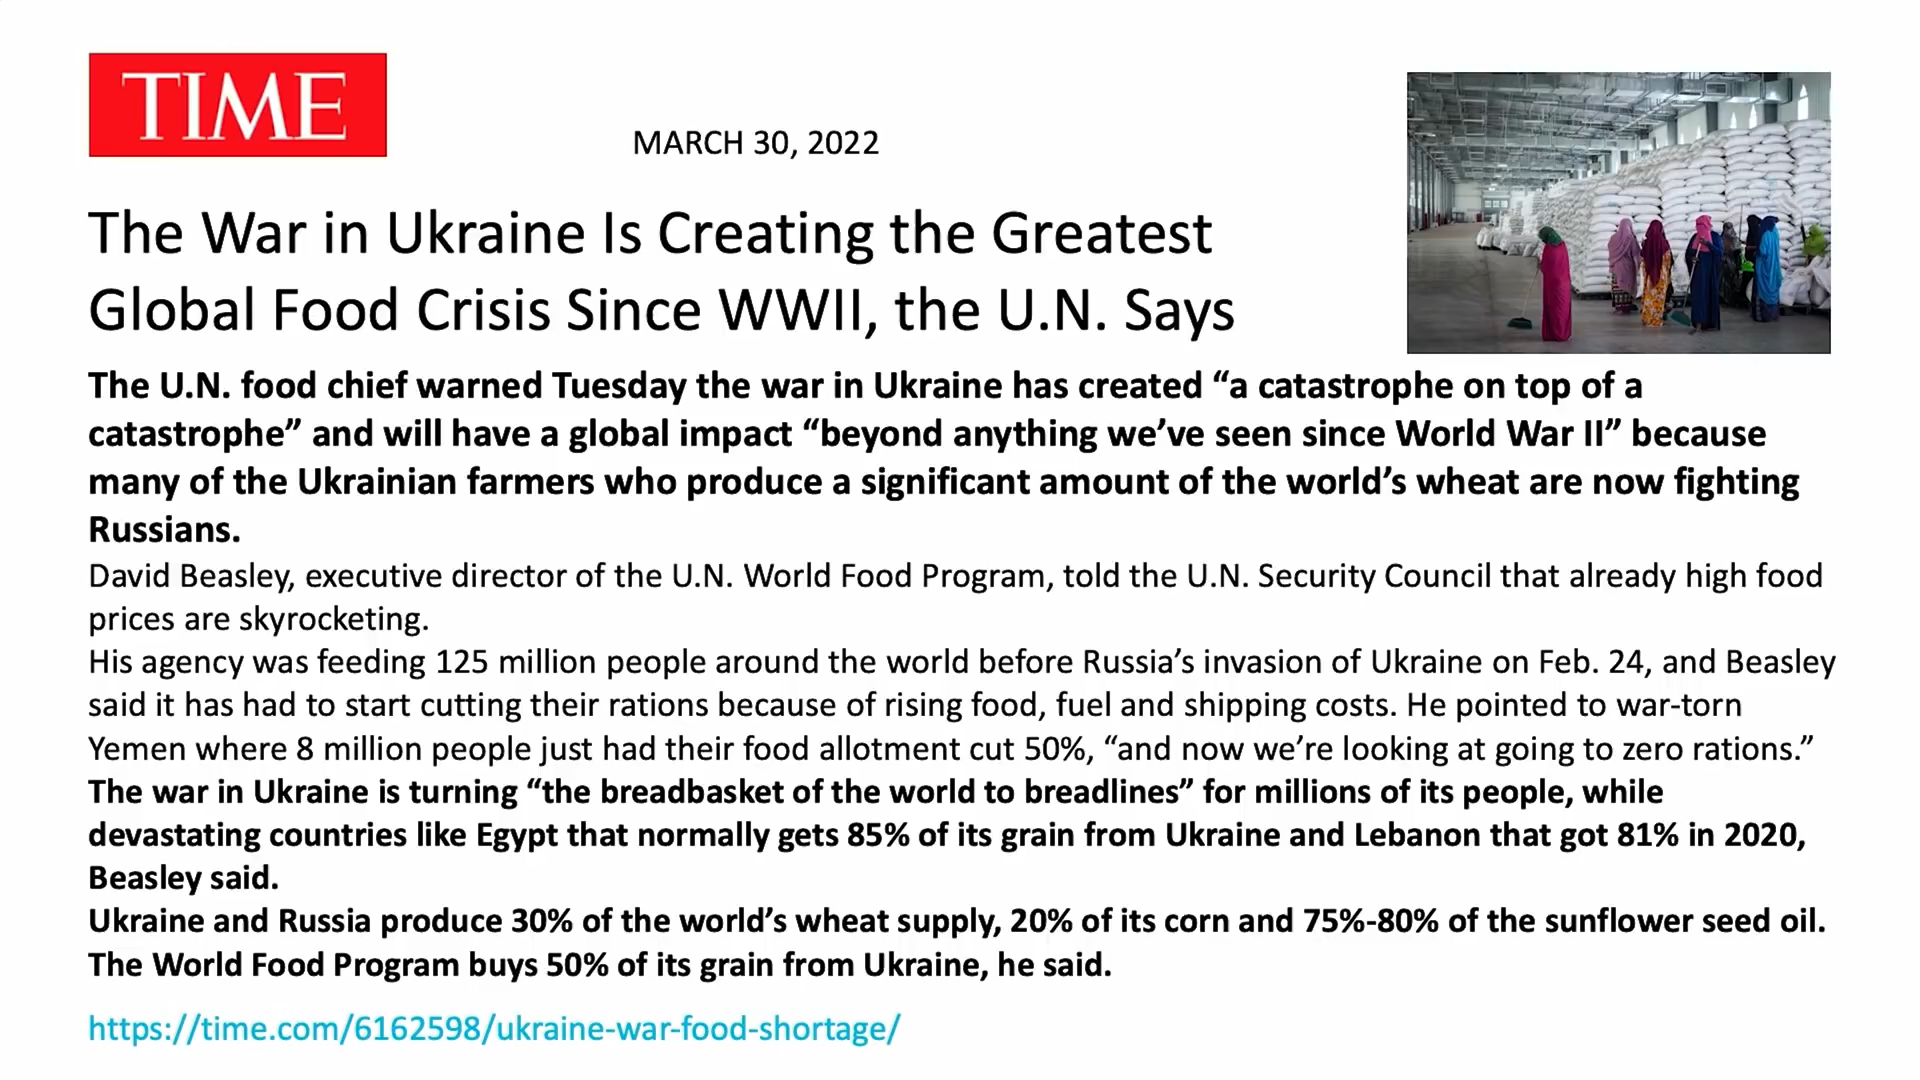 TIME
MARCH 30, 2022
The War in Ukraine Is Creating the Greatest
Global Food Crisis Since WWII, the U.N. Says
The U.N. food chief warned Tuesday the war in Ukraine has created “a catastrophe on top of a
catastrophe” and will have a global impact “beyond anything we’ve seen since World War II” because
many of the Ukrainian farmers who produce a significant amount of the world’s wheat are now fighting
Russians.
David Beasley, executive director of the U.N. World Food Program, told the U.N. Security Council that already high food
prices are skyrocketing.
His agency was feeding 125 million people around the world before Russia’s invasion of Ukraine on Feb. 24, and Beasley
said it has had to start cutting their rations because of rising food, fuel and shipping costs. He pointed to war-torn
Yemen where 8 million people just had their food allotment cut 50%, “and now we’re looking at going to zero rations.”
The war in Ukraine is turning “the breadbasket of the world to breadlines” for millions of its people, while
devastating countries like Egypt that normally gets 85% of its grain from Ukraine and Lebanon that got 81% in 2020,
Beasley said.
Ukraine and Russia produce 30% of the world’s wheat supply, 20% of its corn and 75%-80% of the sunflower seed oil.
The World Food Program buys 50% of its grain from Ukraine, he said.
https://time.com/6162598/ukraine-war-food-shortage/